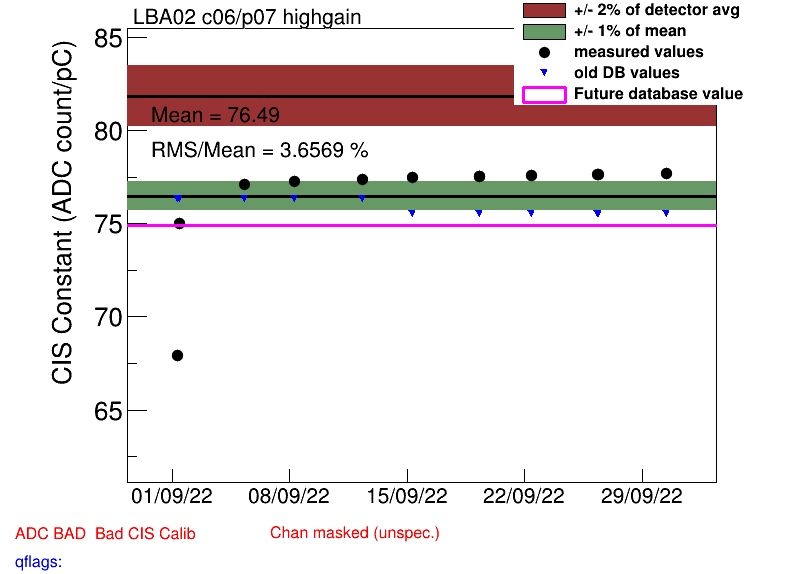 LBA02 c06/p07 highgain
+/- 2% of detector avg
+/- 1% of mean
measured values
old DB values
Future database value
CIS Constant (ADC count/pC)
85
80
75
70
65
Mean = 76.49
RMS/Mean = 3.6569 %
01/09/22 08/09/22 15/09/22 22/09/22 29/09/22
ADC BAD Bad CIS Calib Chan masked (unspec.)
qflags: